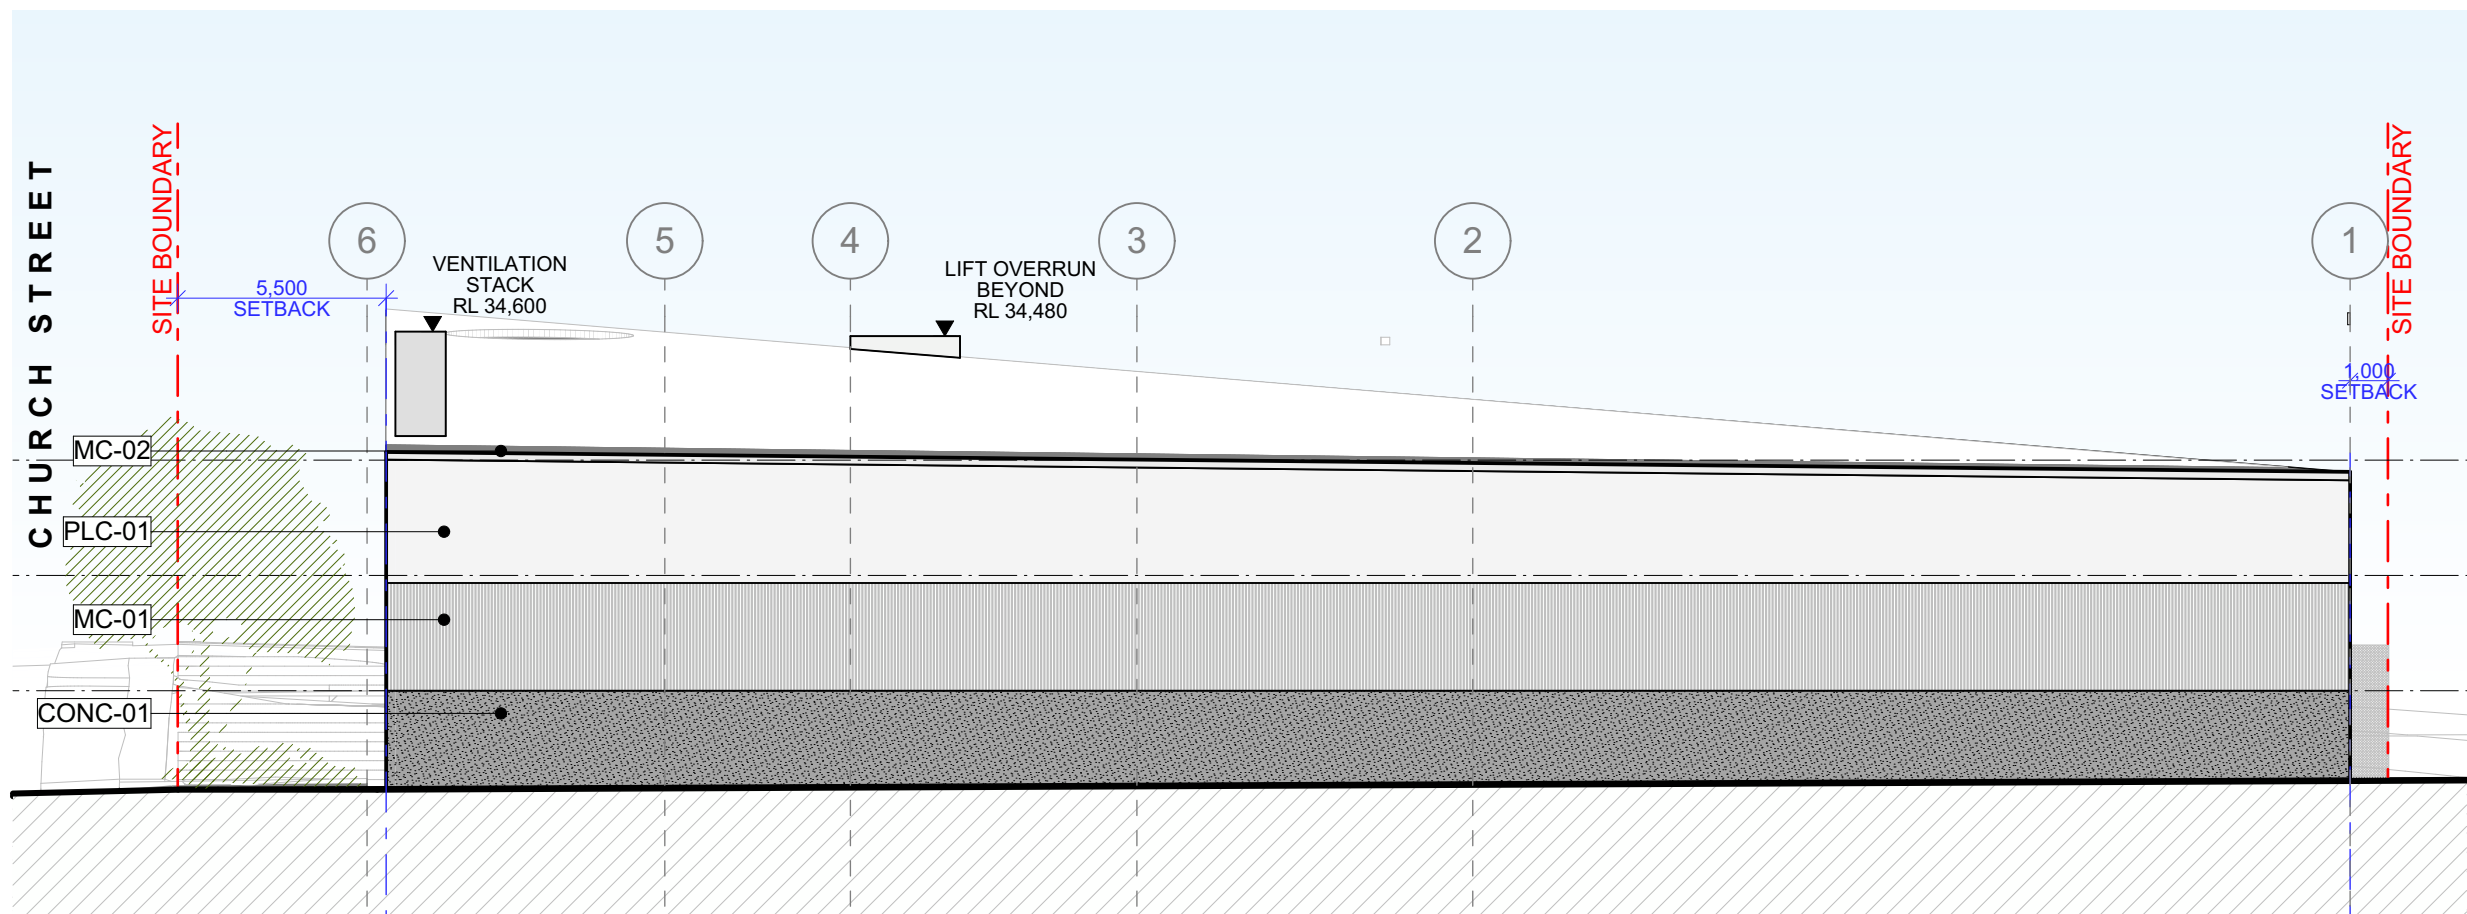 CHURCH STREET
SITE BOUNDARY
5,500
SETBACK
6
5
4
3
2
1
VENTILATION
STACK
RL 34,600
LIFT OVERRUN
BEYOND
RL 34,480
SITE BOUNDARY
1,000
SETBACK
MC-02
PLC-01
MC-01
CONC-01